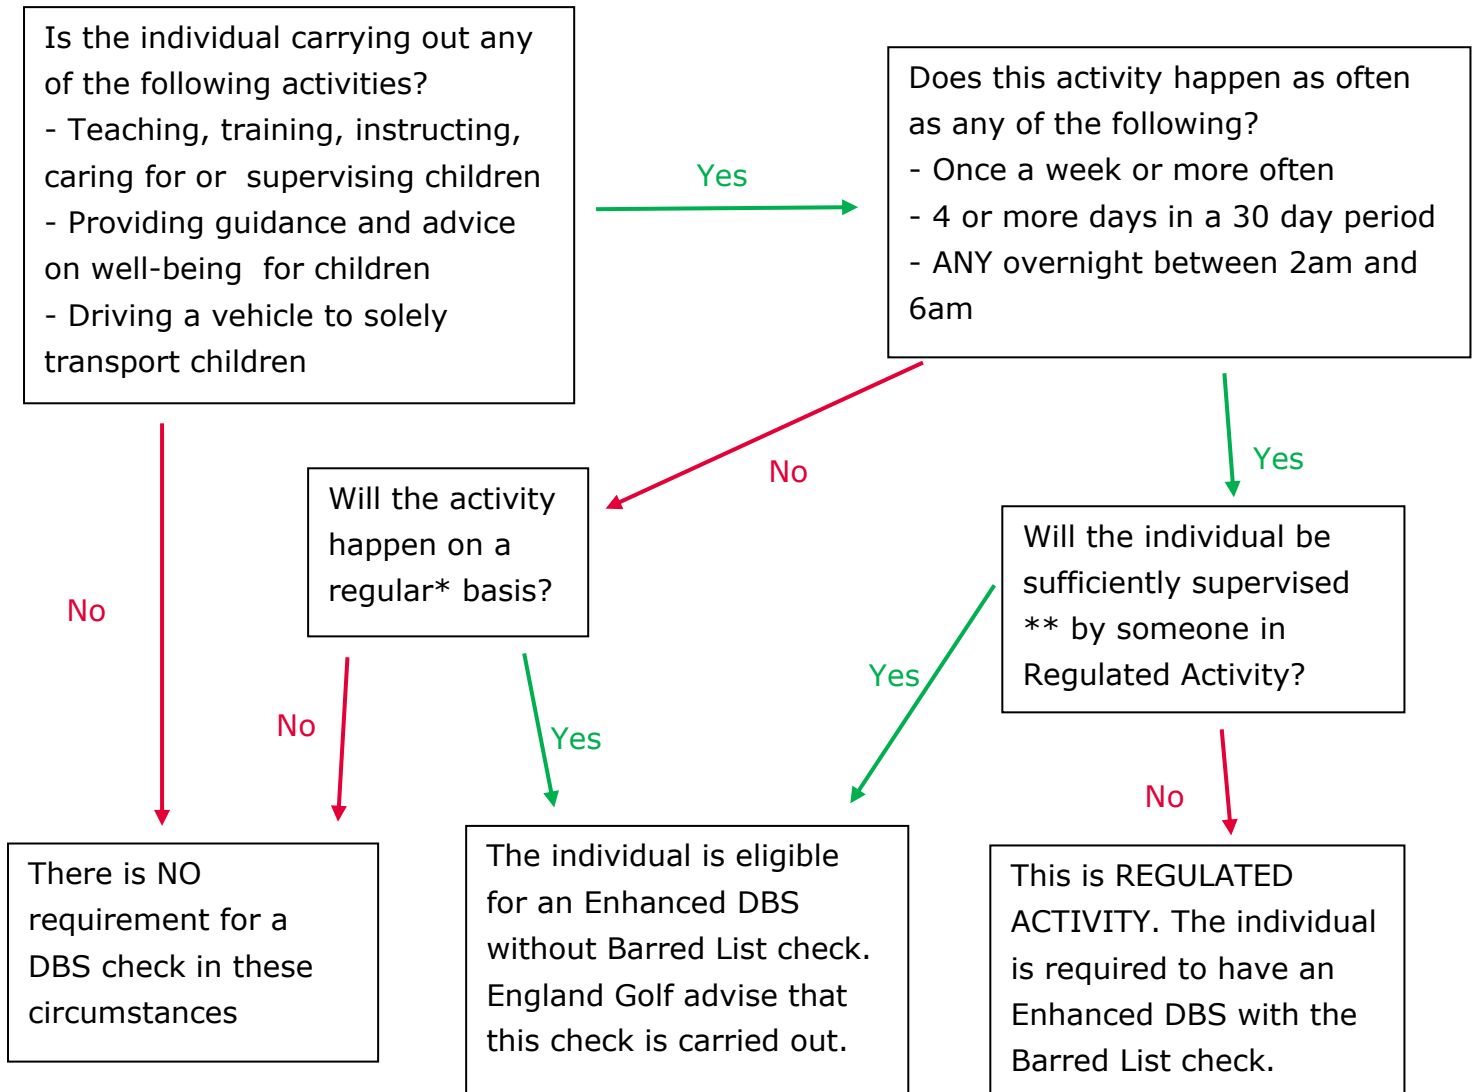 Is the individual carrying out any
of the following activities?
- Teaching, training, instructing,
caring for or  supervising children
- Providing guidance and advice
on well-being  for children
- Driving a vehicle to solely
transport children
Yes
Does this activity happen as often
as any of the following?
- Once a week or more often
- 4 or more days in a 30 day period
- ANY overnight between 2am and
6am
No
No
Yes
Will the activity
happen on a
regular* basis?
Will the individual be
sufficiently supervised
** by someone in
Regulated Activity?
No
Yes
Yes
No
There is NO
requirement for a
DBS check in these
circumstances
The individual is eligible
for an Enhanced DBS
without Barred List check.
England Golf advise that
this check is carried out.
This is REGULATED
ACTIVITY. The individual
is required to have an
Enhanced DBS with the
Barred List check.